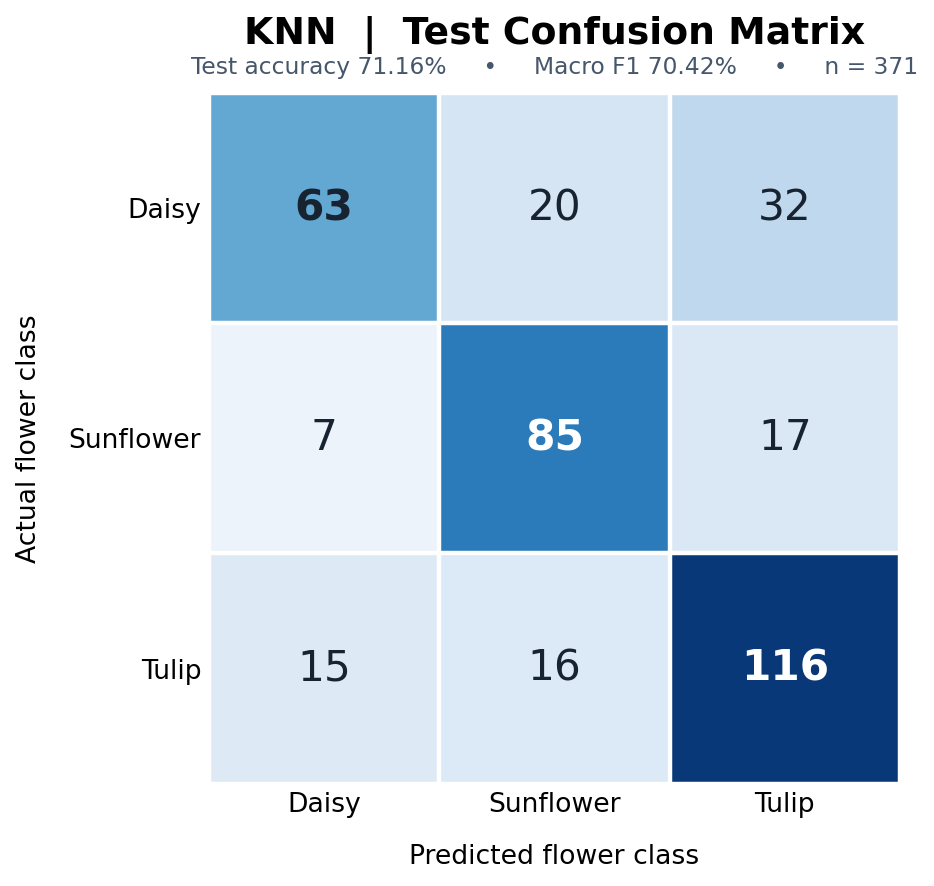 KNN | Test Confusion Matrix
Test accuracy 71.16% • Macro F1 70.42% • n = 371
Actual flower class
Daisy 63 20 32
Sunflower 7 85 17
Tulip 15 16 116
Daisy Sunflower Tulip
Predicted flower class